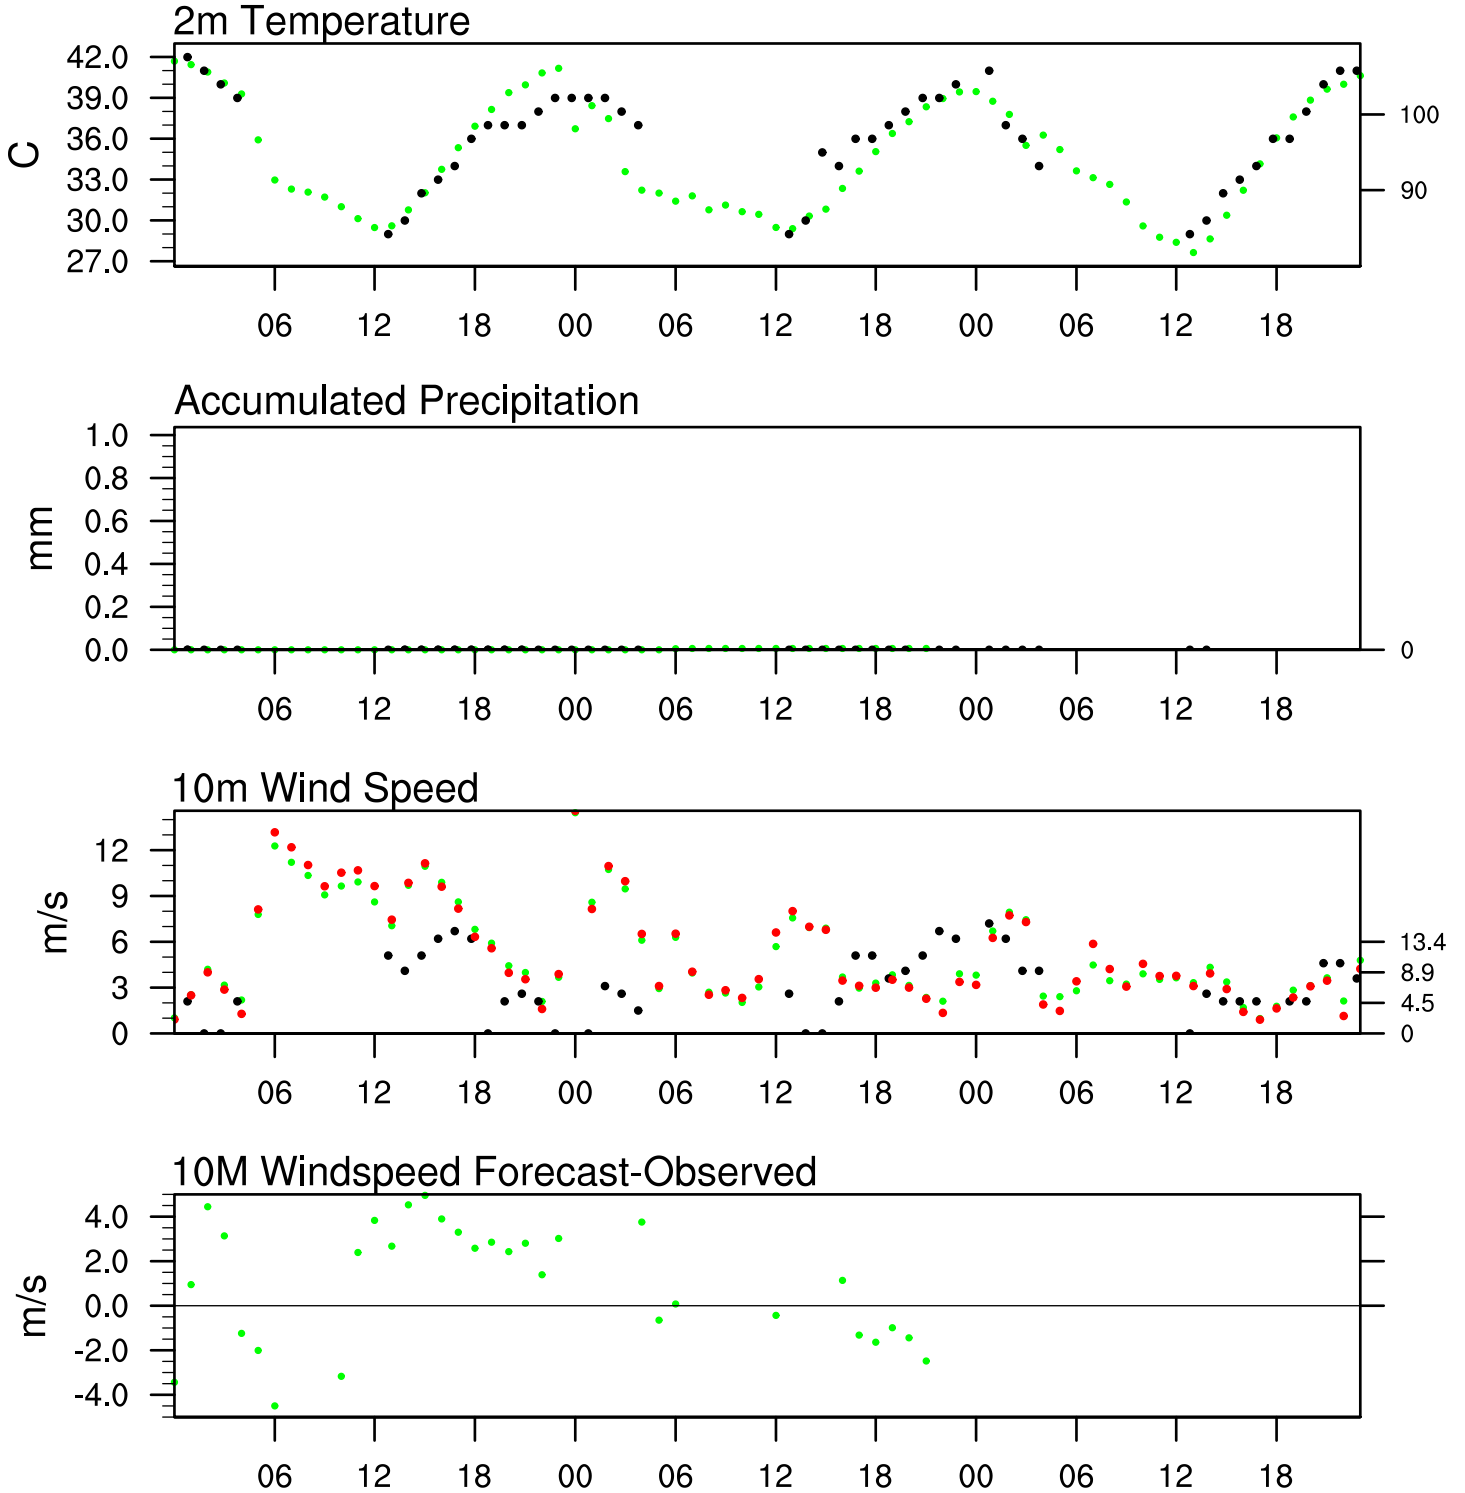 2m Temperature
42.0
39.0
36.0
33.0
30.0
27.0
C
100
90
06 12 18 00 06 12 18 00 06 12 18
Accumulated Precipitation
1.0
0.8
0.6
0.4
0.2
0.0
mm
0
06 12 18 00 06 12 18 00 06 12 18
10m Wind Speed
12
9
6
3
0
m/s
13.4
8.9
4.5
0
06 12 18 00 06 12 18 00 06 12 18
10M Windspeed Forecast-Observed
4.0
2.0
0.0
-2.0
-4.0
m/s
06 12 18 00 06 12 18 00 06 12 18